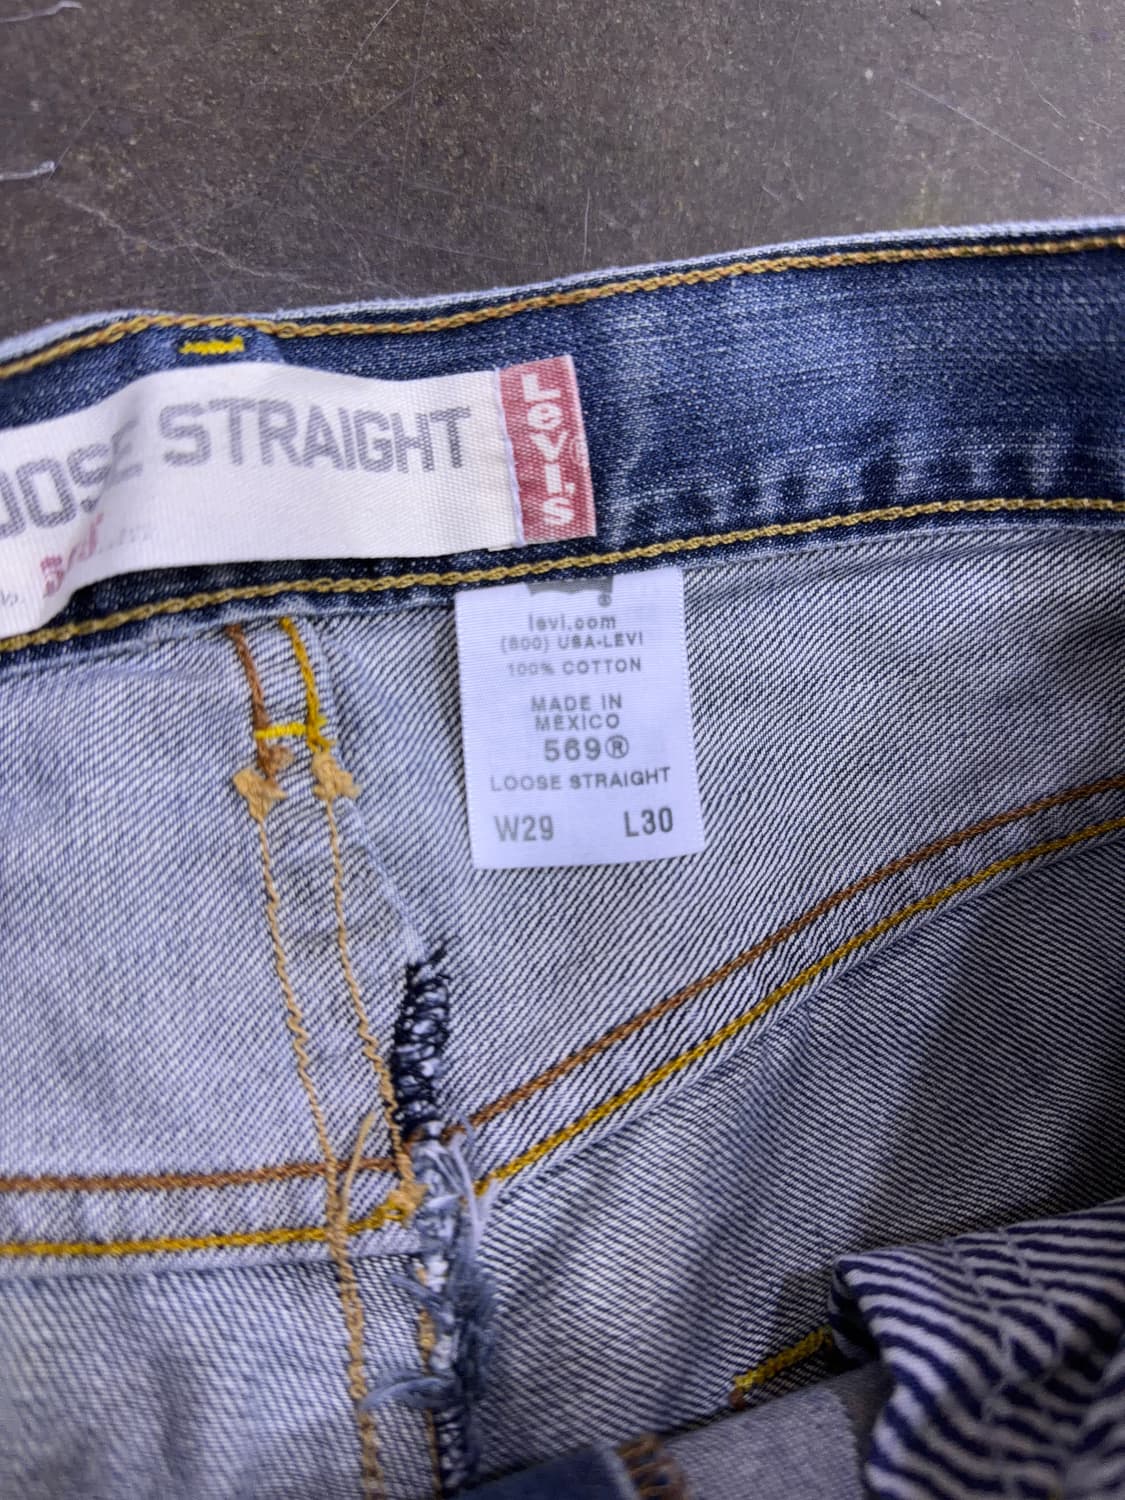 OOSE STRAIGHT
LEVI'S
®
levi.com
(800) USA-LEVI
100% COTTON
MADE IN
MEXICO
569®
LOOSE STRAIGHT
W29 L30